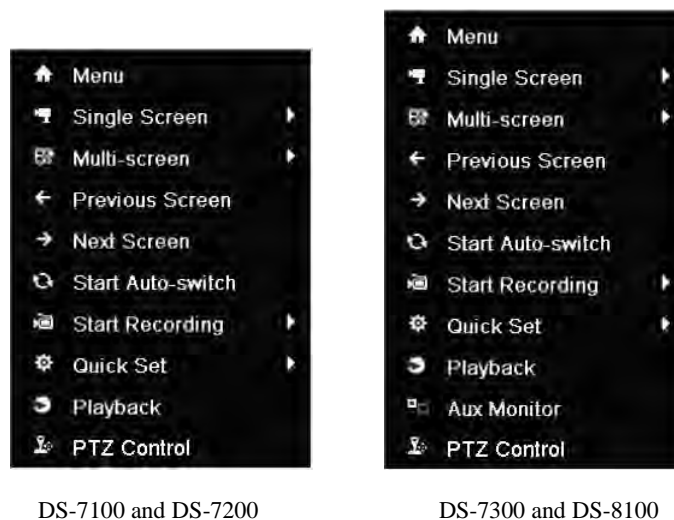 Menu
Single Screen
Multi-screen
Previous Screen
Next Screen
Start Auto-switch
Start Recording
Quick Set
Playback
PTZ Control
DS-7100 and DS-7200
Menu
Single Screen
Multi-screen
Previous Screen
Next Screen
Start Auto-switch
Start Recording
Quick Set
Playback
Aux Monitor
PTZ Control
DS-7300 and DS-8100